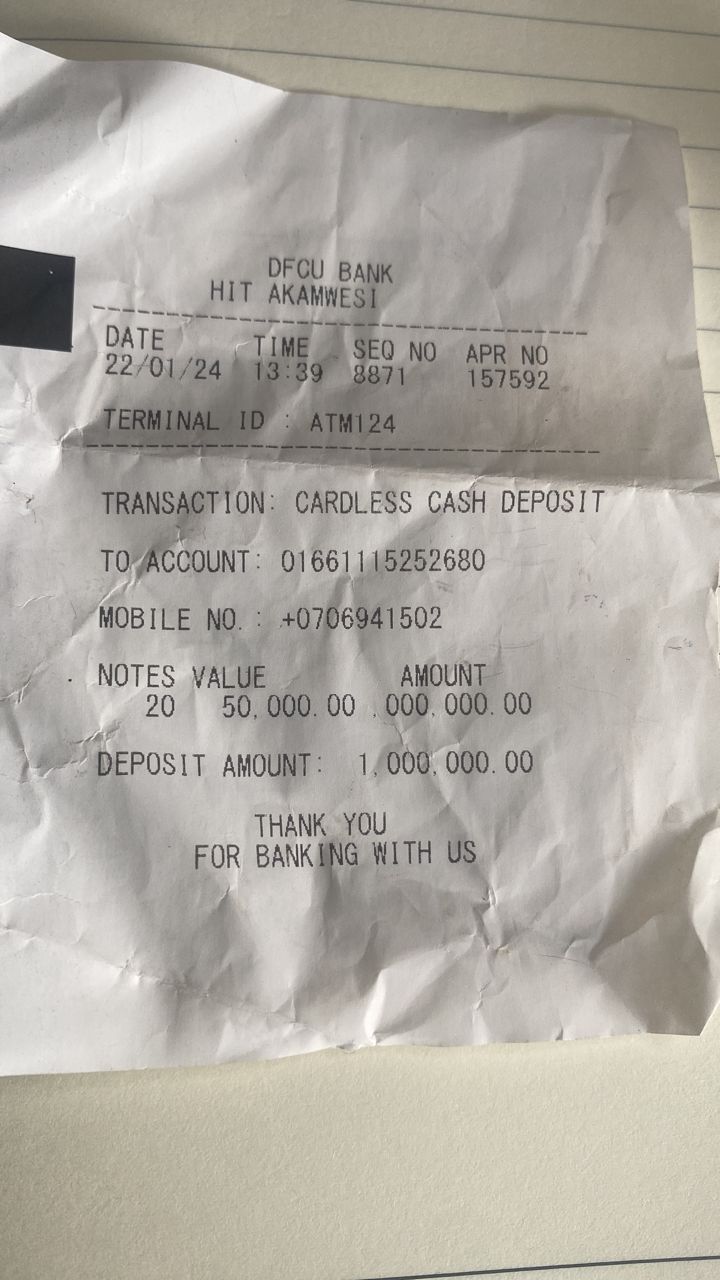 DFCU BANK
HIT AKAMWESI
DATE TIME SEQ NO APR NO
22/01/24 13:39 8871 157592
TERMINAL ID : ATM124
TRANSACTION: CARDLESS CASH DEPOSIT
TO ACCOUNT: 01661115252680
MOBILE NO. : +0706941502
NOTES VALUE AMOUNT
20 50,000.00 ,000,000.00
DEPOSIT AMOUNT: 1,000,000.00
THANK YOU
FOR BANKING WITH US